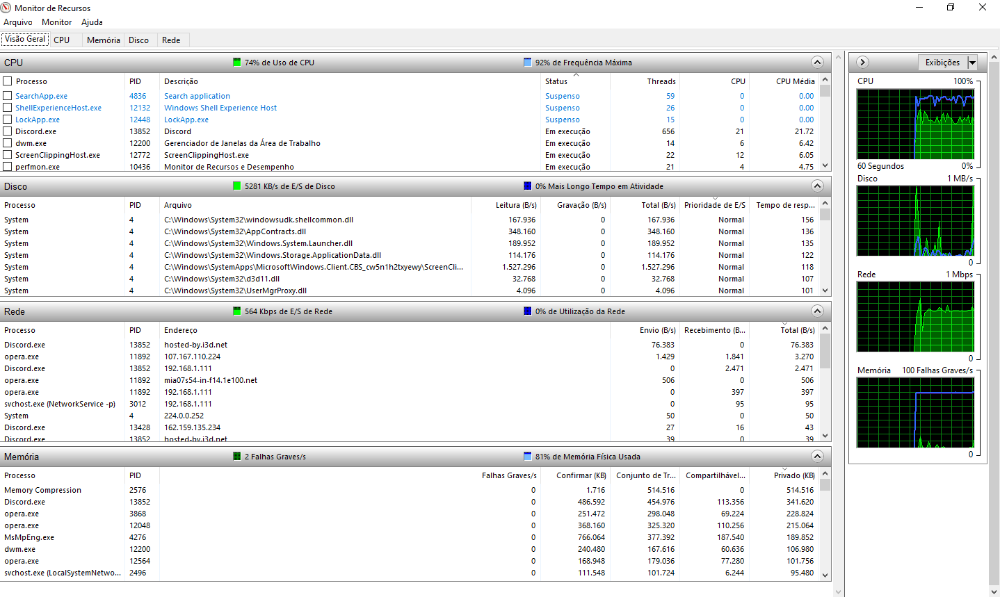 Monitor de Recursos
Arquivo Monitor Ajuda
Visão Geral CPU Memória Disco Rede
CPU 74% de Uso de CPU 92% de Frequência Máxima
Processo PID Descrição Status Threads CPU CPU Média
SearchApp.exe 4836 Search application Suspenso 59 0 0.00
ShellExperienceHost.exe 12132 Windows Shell Experience Host Suspenso 26 0 0.00
LockApp.exe 12448 LockApp.exe Suspenso 15 0 0.00
Discord.exe 13852 Discord Em execução 656 21 21.72
dwm.exe 12200 Gerenciador de Janelas da Área de Trabalho Em execução 14 6 6.42
ScreenClippingHost.exe 12772 ScreenClippingHost.exe Em execução 22 12 6.05
perfmon.exe 10436 Monitor de Recursos e Desempenho Em execução 21 4 4.75
Disco 5281 KB/s de E/S de Disco 0% Mais Longo Tempo em Atividade
Processo PID Arquivo Leitura (B/s) Gravação (B/s) Total (B/s) Prioridade de E/S Tempo de resp...
System 4 C:\Windows\System32\windowsudk.shellcommon.dll 167.936 0 167.936 Normal 156
System 4 C:\Windows\System32\AppContracts.dll 348.160 0 348.160 Normal 136
System 4 C:\Windows\System32\Windows.System.Launcher.dll 189.952 0 189.952 Normal 135
System 4 C:\Windows\System32\Windows.Storage.ApplicationData.dll 114.176 0 114.176 Normal 122
System 4 C:\Windows\SystemApps\MicrosoftWindows.Client.CBS_cw5n1h2txyewy\ScreenCli... 1.527.296 0 1.527.296 Normal 118
System 4 C:\Windows\System32\d3d11.dll 32.768 0 32.768 Normal 107
System 4 C:\Windows\System32\UserMgrProxy.dll 4.096 0 4.096 Normal 101
Rede 564 Kbps de E/S de Rede 0% de Utilização da Rede
Processo PID Endereço Envio (B/s) Recebimento (B... Total (B/s)
Discord.exe 13852 hosted-by.i3d.net 76.383 0 76.383
opera.exe 11892 107.167.110.224 1.429 1.841 3.270
Discord.exe 13852 192.168.1.111 0 2.471 2.471
opera.exe 11892 mia07s54-in-f14.1e100.net 506 0 506
opera.exe 11892 192.168.1.111 0 397 397
svchost.exe (NetworkService -p) 3012 192.168.1.111 0 95 95
System 4 224.0.0.252 50 0 50
Discord.exe 13428 162.159.135.234 27 16 43
Discord.exe 13852 hosted-by.i3d.net 39 0 39
Memória 2 Falhas Graves/s 81% de Memória Física Usada
Processo PID Falhas Graves/s Confirmar (KB) Conjunto de Tr... Compartilhável... Privado (KB)
Memory Compression 2576 0 1.716 514.516 0 514.516
Discord.exe 13852 0 486.592 454.976 113.356 341.620
opera.exe 3868 0 251.472 298.048 69.224 228.824
opera.exe 12048 0 368.160 325.320 110.256 215.064
MsMpEng.exe 4276 0 766.064 377.392 187.540 189.852
dwm.exe 12200 0 240.480 167.616 60.636 106.980
opera.exe 12564 0 168.948 179.036 77.280 101.756
svchost.exe (LocalSystemNetwo... 2496 0 111.548 101.724 6.244 95.480
Exibições
CPU 100%
60 Segundos 0%
Disco 1 MB/s
0
Rede 1 Mbps
0
Memória 100 Falhas Graves/s
0